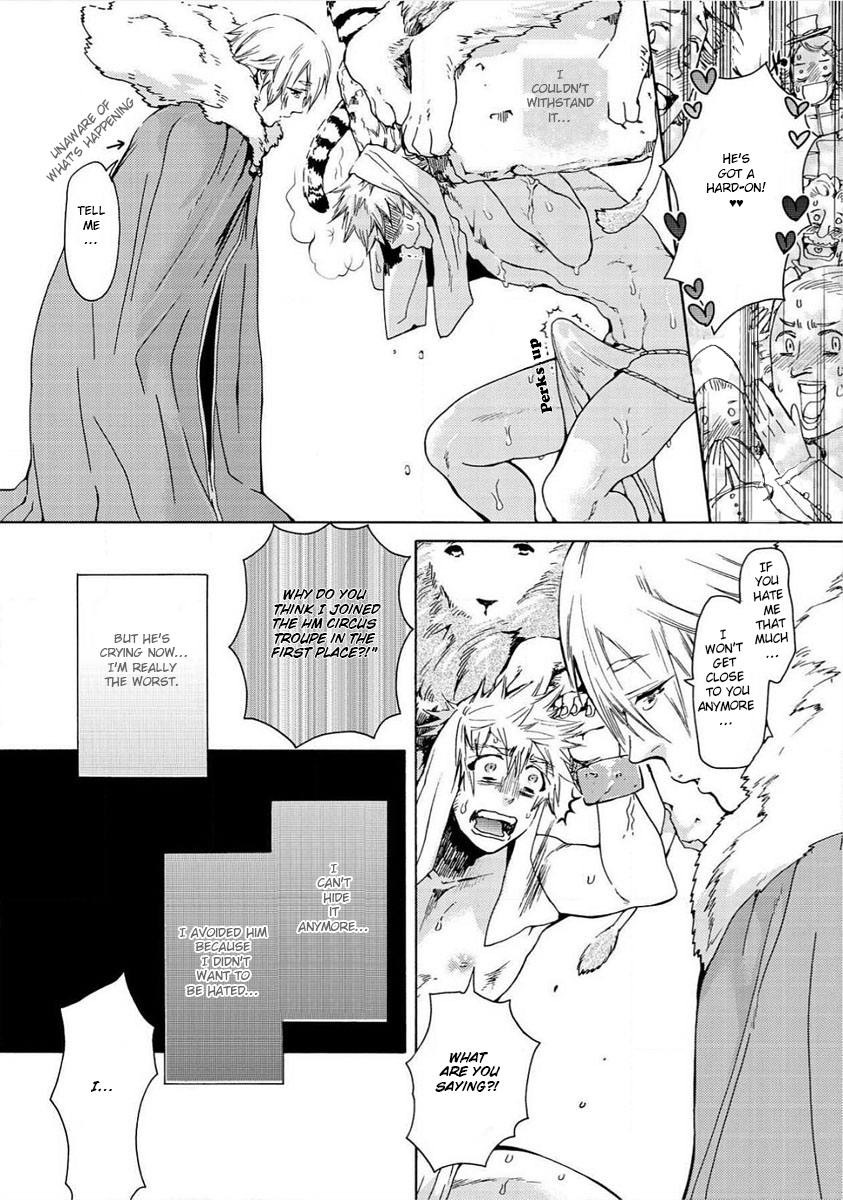 HE'S
GOT A
HARD-ON!
♥♥
I
COULDN'T
WITHSTAND
IT...
Perks up
UNAWARE OF
WHAT'S HAPPENING
TELL
ME
...
IF
YOU
HATE ME
THAT
MUCH
...
I
WON'T
GET
CLOSE
TO YOU
ANYMORE
...
WHAT
ARE YOU
SAYING?!
WHY DO YOU
THINK I JOINED
THE HM CIRCUS
TROUPE IN THE
FIRST PLACE?!"
BUT HE'S
CRYING NOW...
I'M REALLY
THE WORST.
I
CAN'T
HIDE
IT
ANYMORE...
I AVOIDED HIM
BECAUSE
I DIDN'T
WANT TO
BE HATED...
I...